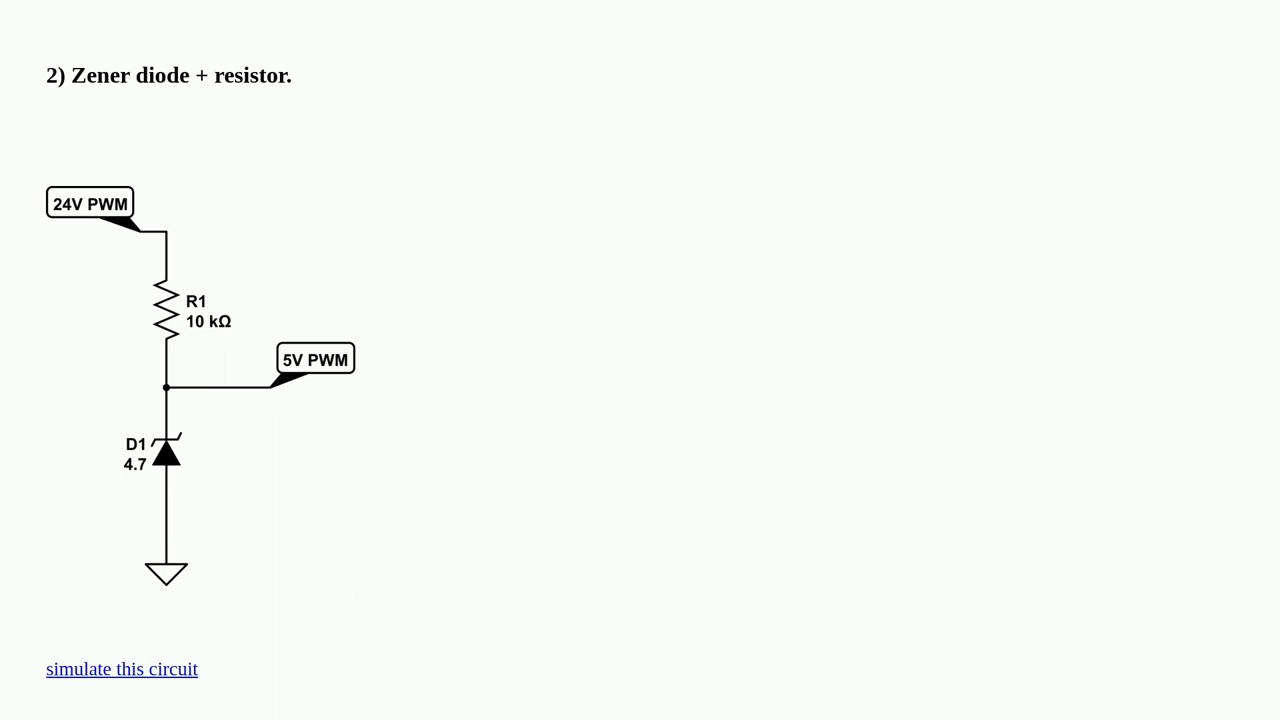 2) Zener diode + resistor.
24V PWM
R1
10 kΩ
5V PWM
D1
4.7
simulate this circuit